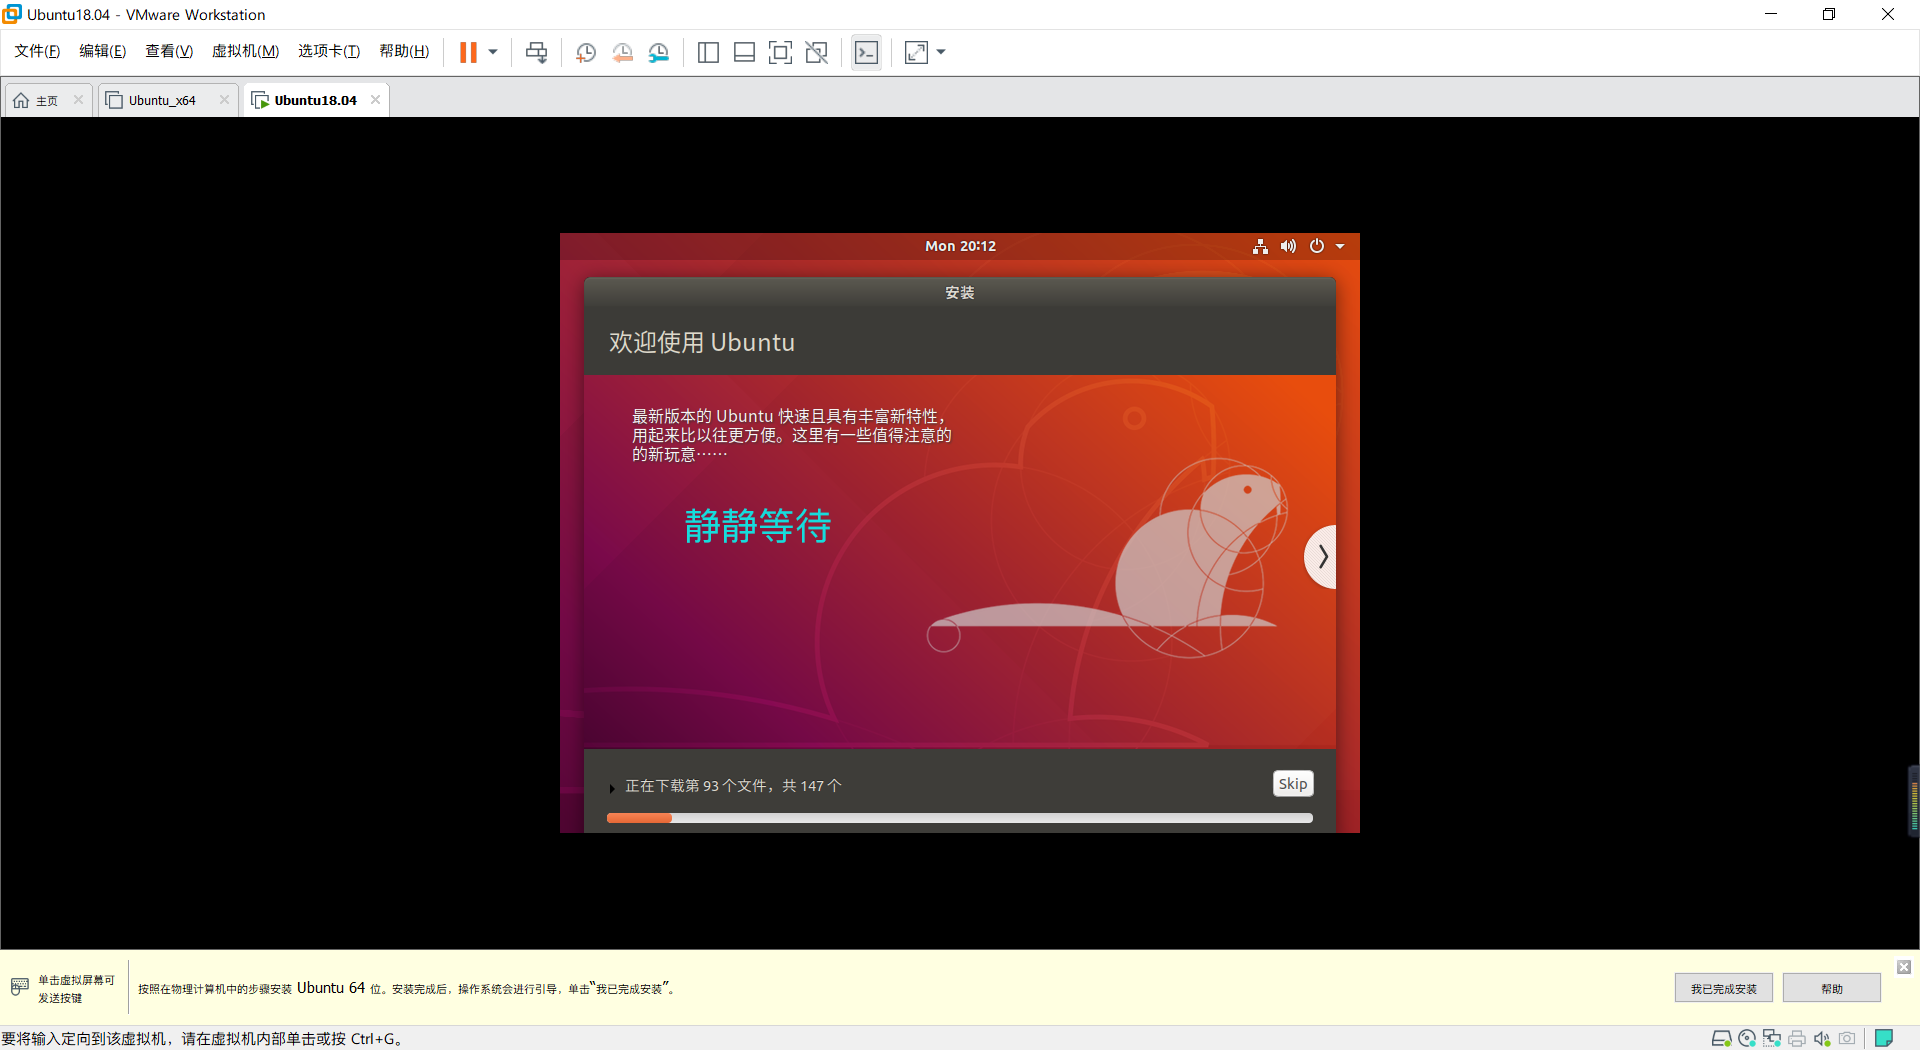 Ubuntu18.04 - VMware Workstation
文件(F) 编辑(E) 查看(V) 虚拟机(M) 选项卡(T) 帮助(H)
主页 Ubuntu_x64 Ubuntu18.04
Mon 20:12
安装
欢迎使用 Ubuntu
最新版本的 Ubuntu 快速且具有丰富新特性，
用起来比以往更方便。这里有一些值得注意的
的新玩意……
静静等待
正在下载第 93 个文件，共 147 个
Skip
单击虚拟屏幕可
发送按键
按照在物理计算机中的步骤安装 Ubuntu 64 位。安装完成后，操作系统会进行引导，单击“我已完成安装”。
我已完成安装
帮助
要将输入定向到该虚拟机，请在虚拟机内部单击或按 Ctrl+G。